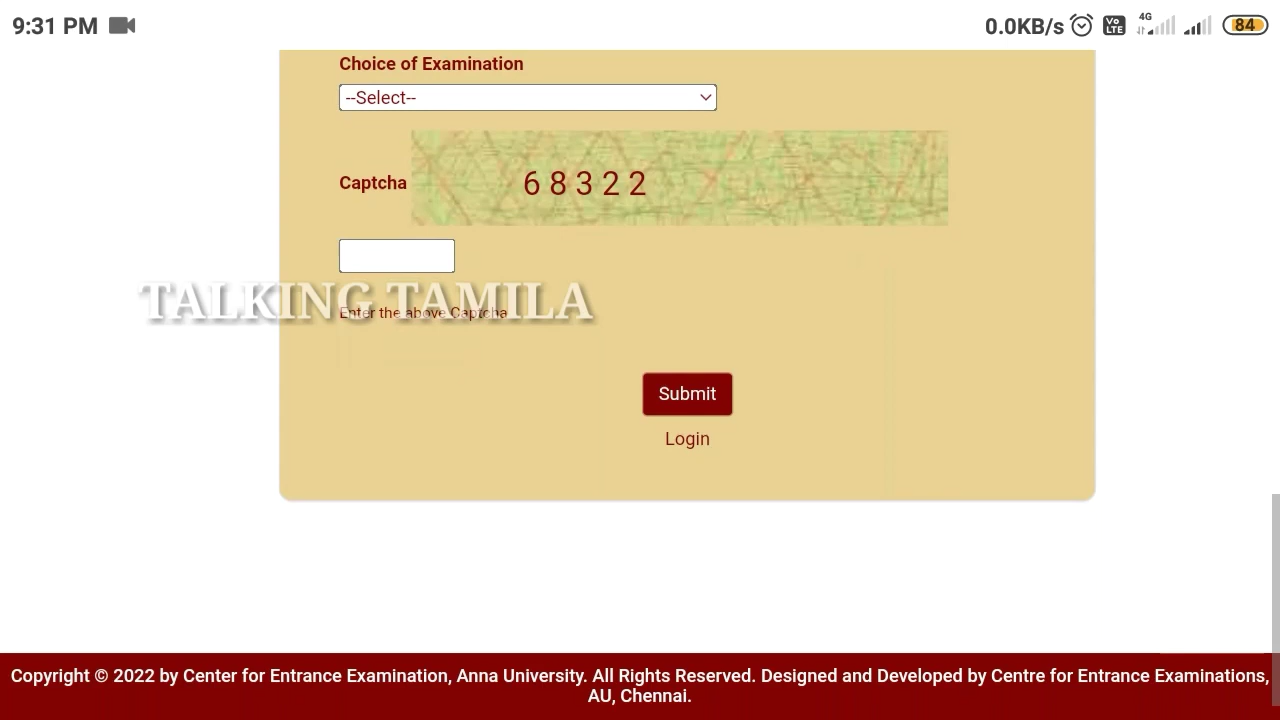 9:31 PM 0.0KB/s Vo LTE 4G 84
Choice of Examination
--Select--
Captcha 6 8 3 2 2
TALKING TAMILA
Enter the above Captcha
Submit
Login
Copyright © 2022 by Center for Entrance Examination, Anna University. All Rights Reserved. Designed and Developed by Centre for Entrance Examinations,
AU, Chennai.